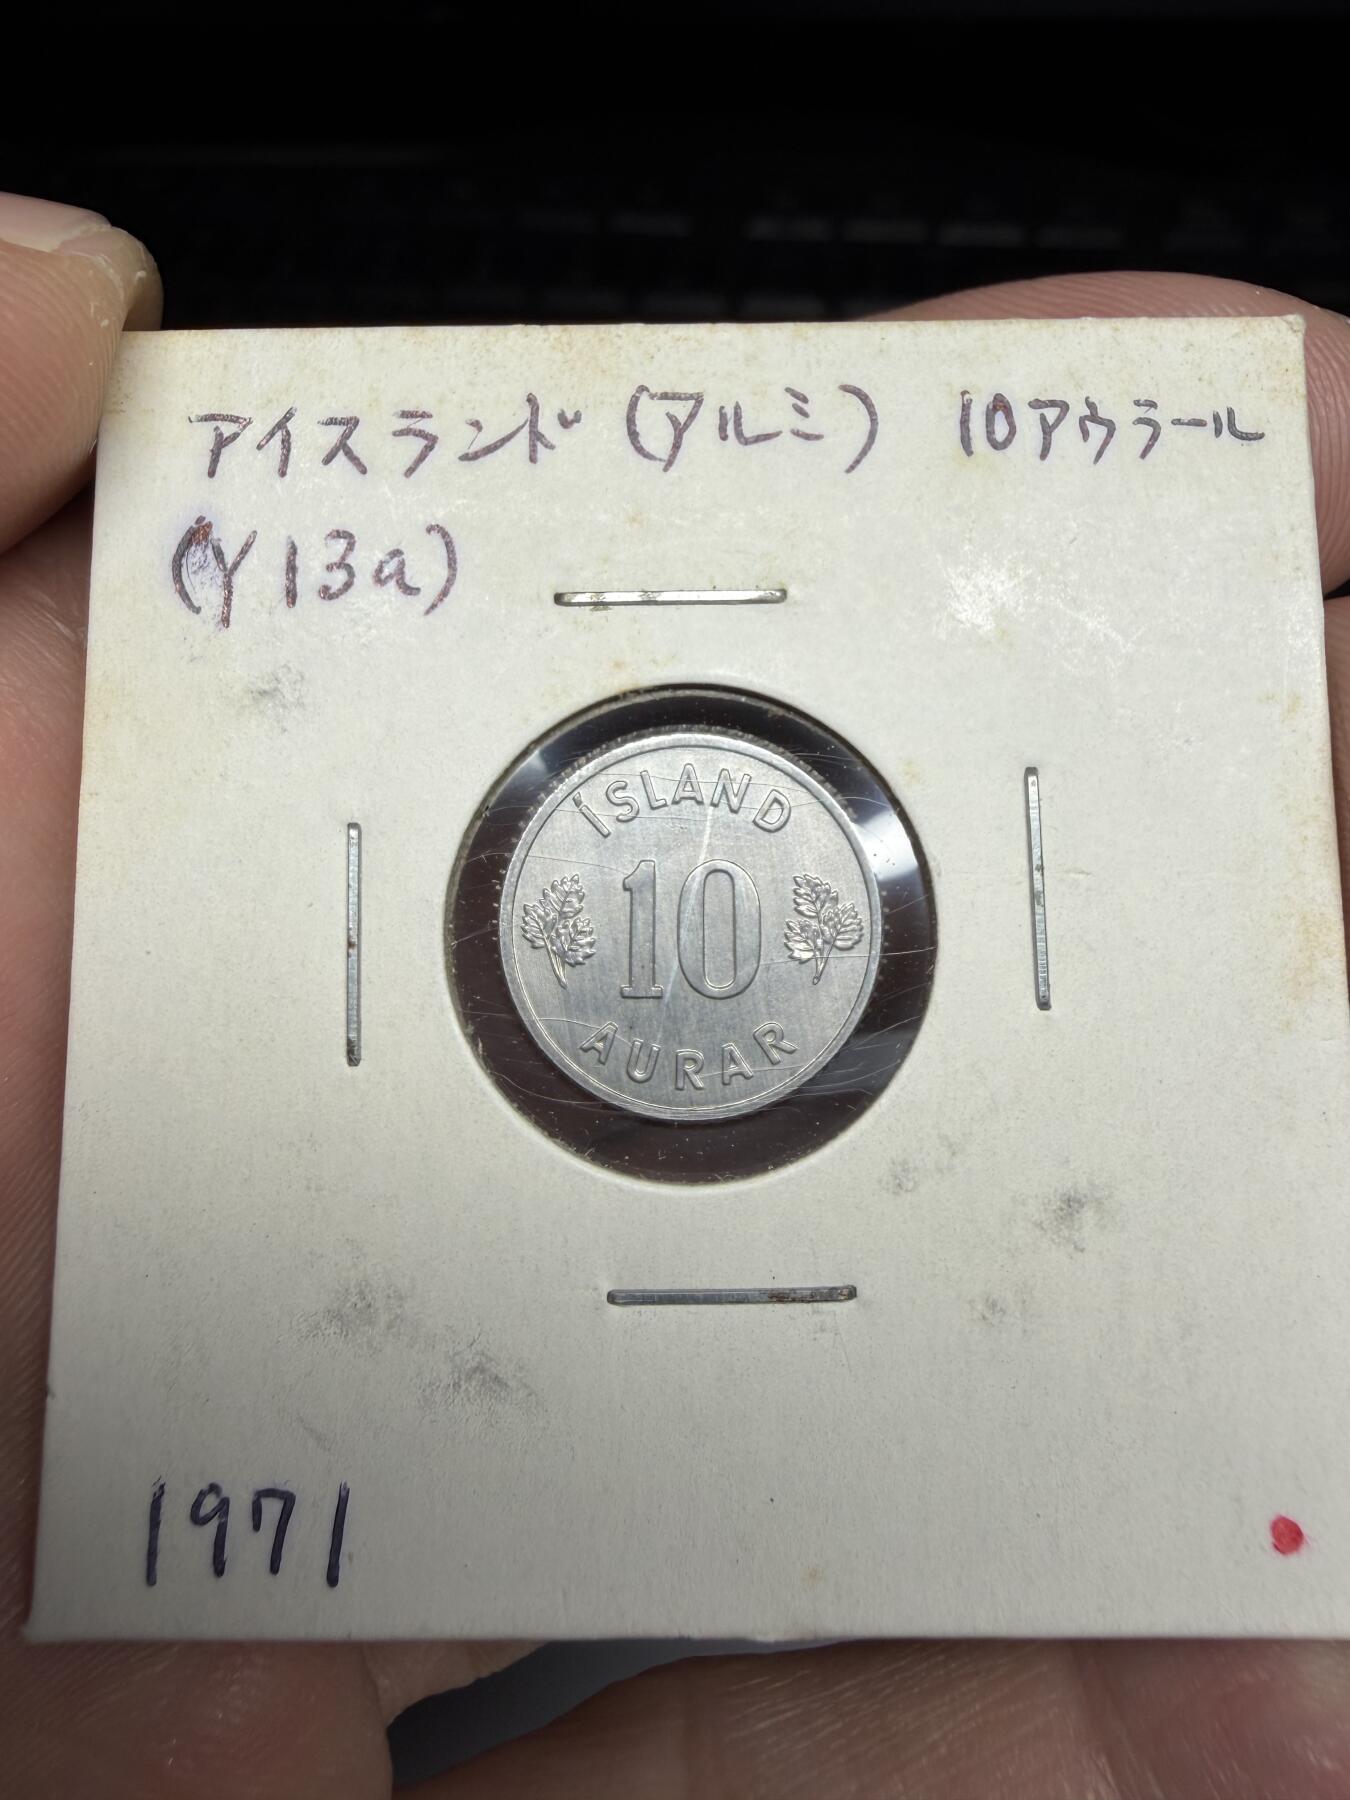 アイスランド (アルミ) 10アウラール
(Y13a)
ÍSLAND
10
AURAR
1971